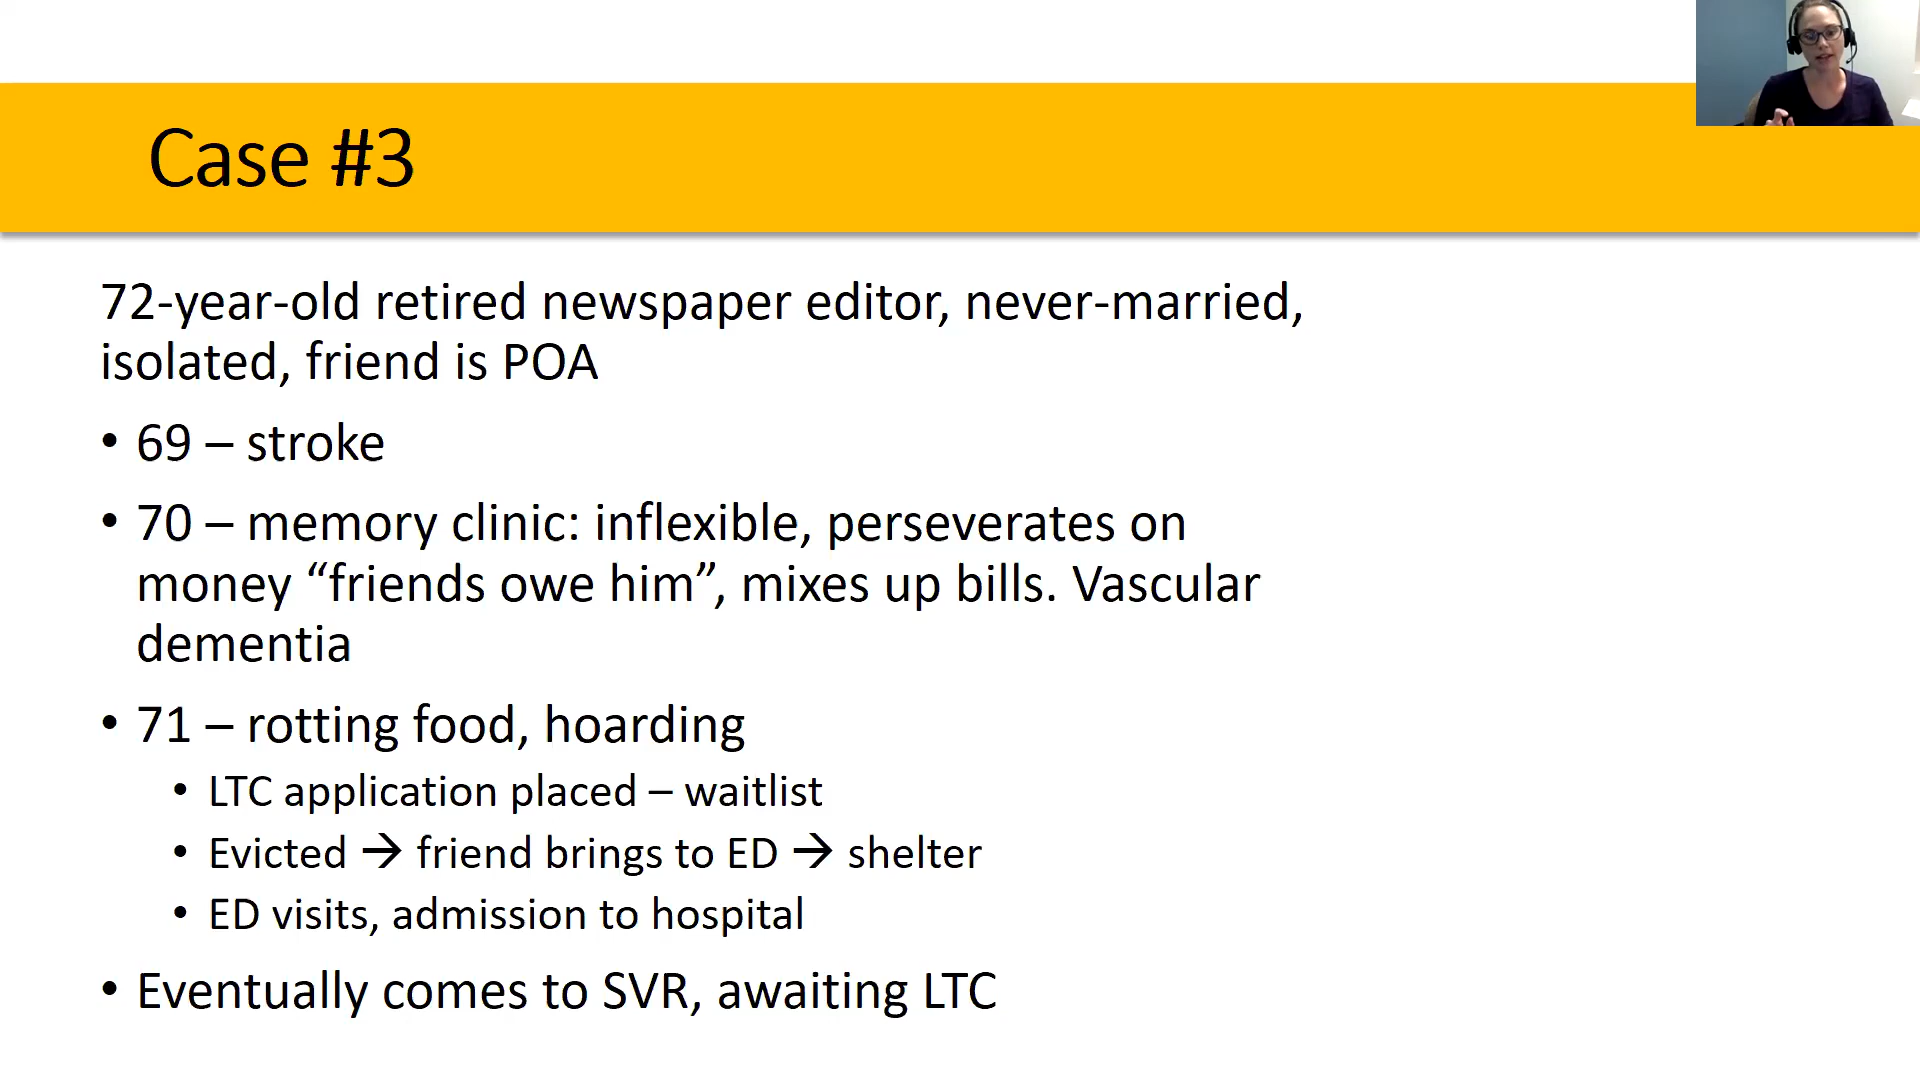 Case #3
72-year-old retired newspaper editor, never-married,
isolated, friend is POA
• 69 – stroke
• 70 – memory clinic: inflexible, perseverates on
money “friends owe him”, mixes up bills. Vascular
dementia
• 71 – rotting food, hoarding
• LTC application placed – waitlist
• Evicted → friend brings to ED → shelter
• ED visits, admission to hospital
• Eventually comes to SVR, awaiting LTC